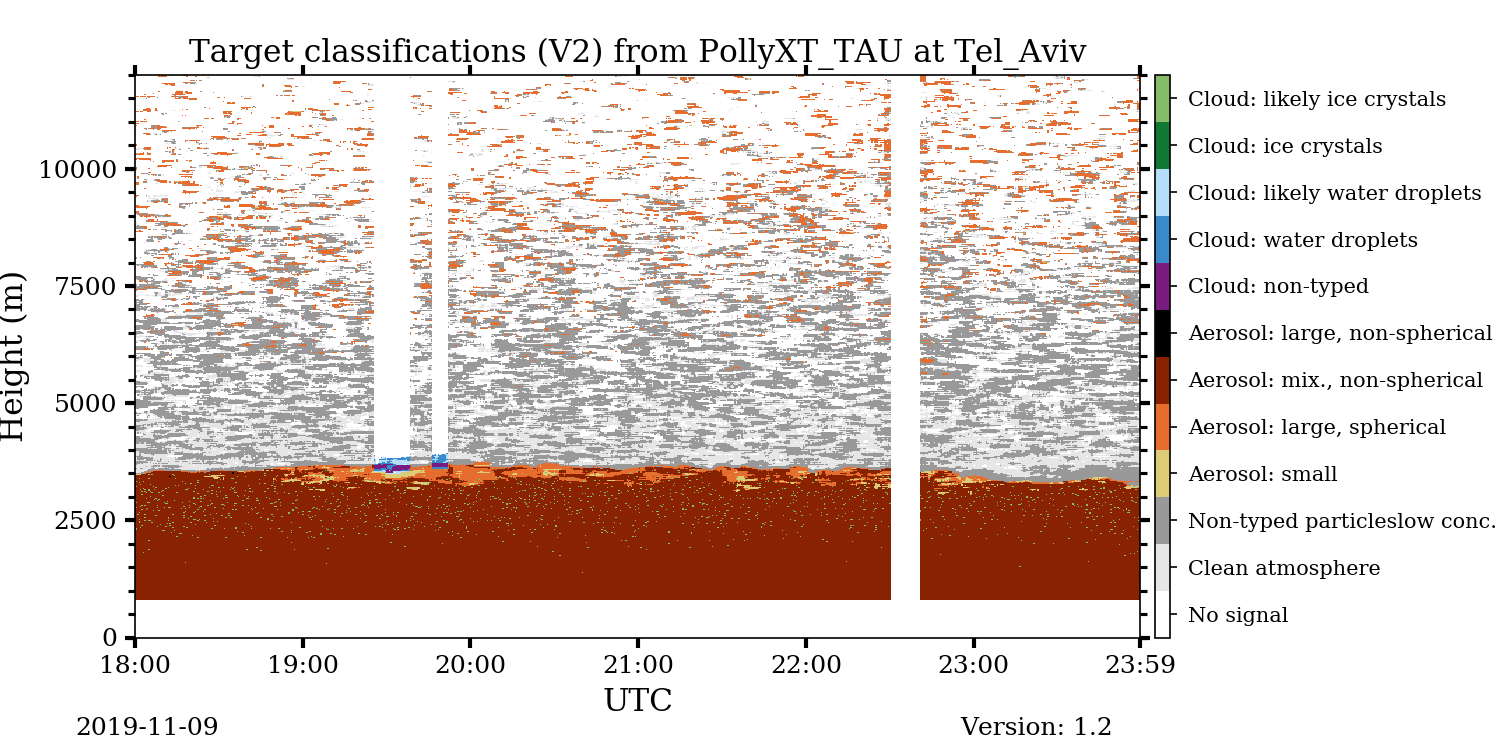 Target classifications (V2) from PollyXT_TAU at Tel_Aviv
Height (m)
10000
7500
5000
2500
0
18:00 19:00 20:00 21:00 22:00 23:00 23:59
UTC
2019-11-09
Version: 1.2
Cloud: likely ice crystals
Cloud: ice crystals
Cloud: likely water droplets
Cloud: water droplets
Cloud: non-typed
Aerosol: large, non-spherical
Aerosol: mix., non-spherical
Aerosol: large, spherical
Aerosol: small
Non-typed particleslow conc.
Clean atmosphere
No signal